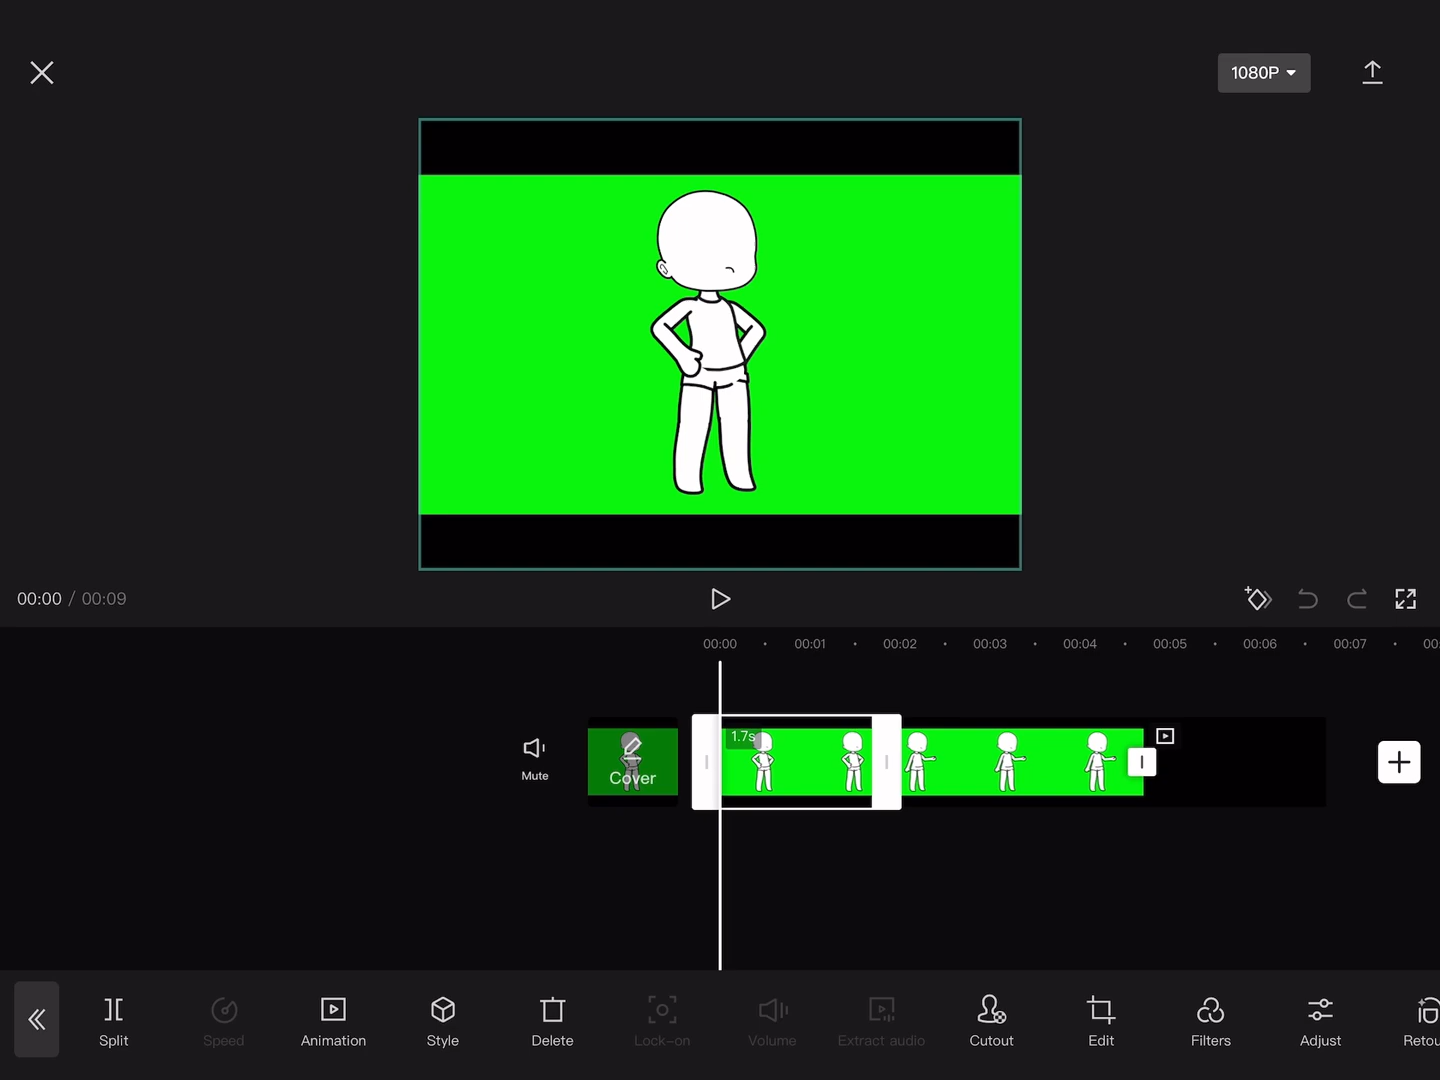 1080P
00:00 / 00:09
00:00 00:01 00:02 00:03 00:04 00:05 00:06 00:07 00:
Mute
Cover
1.7s
Split
Speed
Animation
Style
Delete
Lock-on
Volume
Extract audio
Cutout
Edit
Filters
Adjust
Retou